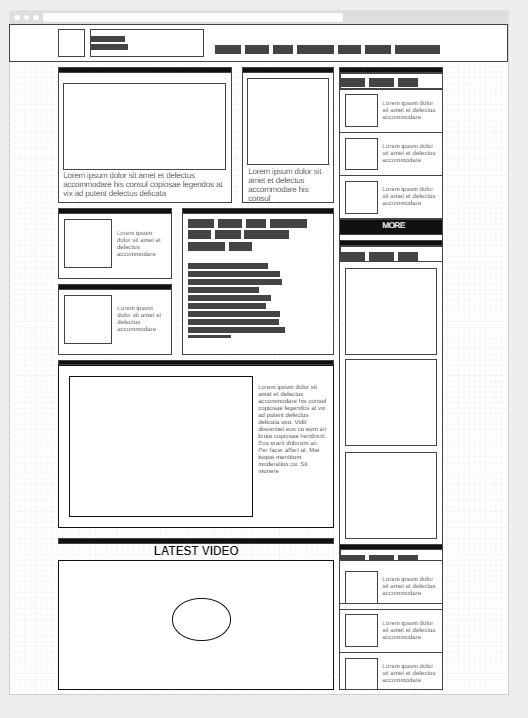 Lorem ipsum dolor sit amet et delectus
accommodare his consul copiosae legendos at
vix ad putent delectus delicata
Lorem ipsum dolor sit
amet et delectus
accommodare his
consul
Lorem ipsum dolor
sit amet et delectus
accommodare
Lorem ipsum dolor
sit amet et delectus
accommodare
Lorem ipsum dolor
sit amet et delectus
accommodare
MORE
Lorem ipsum
dolor sit amet et
delectus
accommodare
Lorem ipsum
dolor sit amet et
delectus
accommodare
Lorem ipsum dolor sit
amet et delectus
accommodare his consul
copiosae legendos at vix
ad putent delectus
delicata usu. Vidit
dissentiet eos cu eum an
brute copiosae hendrerit.
Eos erant dolorum an.
Per facer affert ut. Mei
iisque mentitum
moderatius cu. Sit
munere
LATEST VIDEO
Lorem ipsum dolor
sit amet et delectus
accommodare
Lorem ipsum dolor
sit amet et delectus
accommodare
Lorem ipsum dolor
sit amet et delectus
accommodare